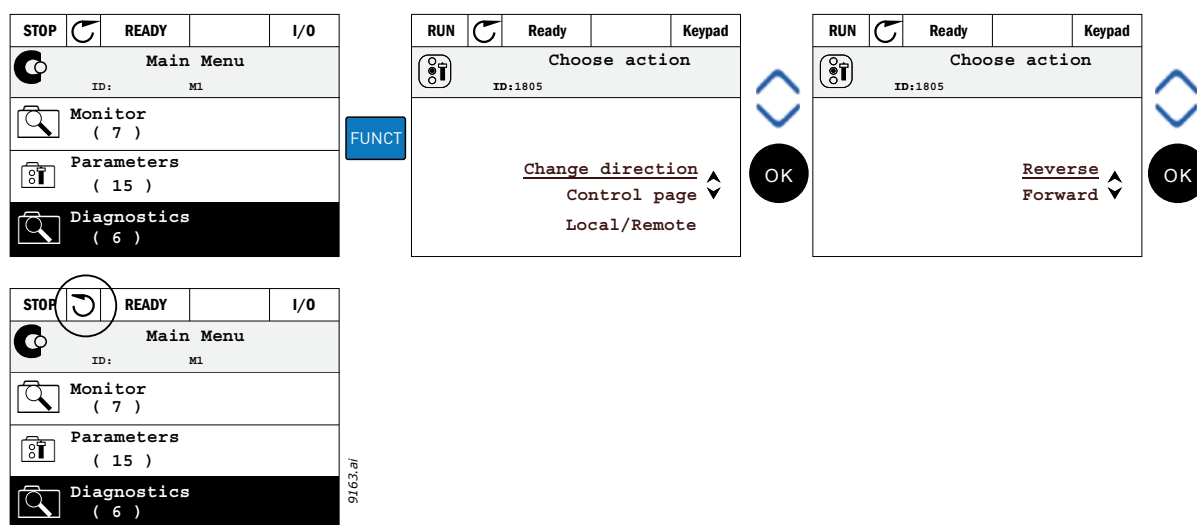 STOP READY I/O
Main Menu
ID: M1
Monitor
( 7 )
Parameters
( 15 )
Diagnostics
( 6 )
FUNCT
RUN Ready Keypad
Choose action
ID:1805
Change direction
Control page
Local/Remote
OK
RUN Ready Keypad
Choose action
ID:1805
Reverse
Forward
OK
STOP READY I/O
Main Menu
ID: M1
Monitor
( 7 )
Parameters
( 15 )
Diagnostics
( 6 )
9163.ai